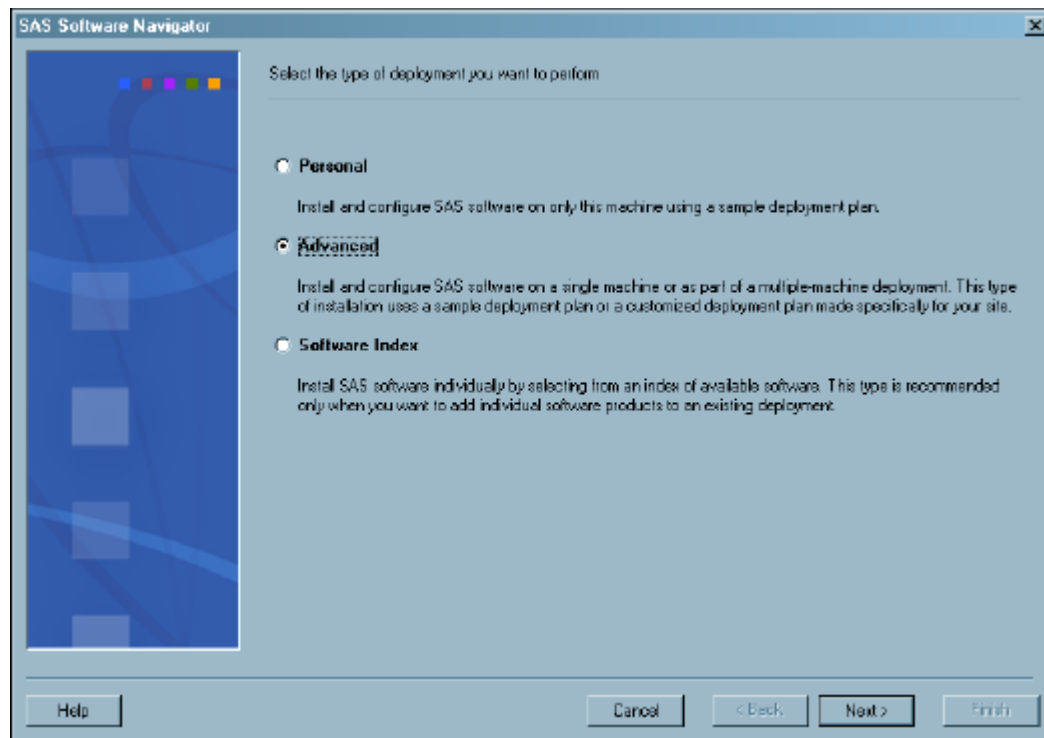 SAS Software Navigator
Select the type of deployment you want to perform
Personal
Install and configure SAS software on only this machine using a sample deployment plan.
Advanced
Install and configure SAS software on a single machine or as part of a multiple-machine deployment. This type
of installation uses a sample deployment plan or a customized deployment plan made specifically for your site.
Software Index
Install SAS software individually by selecting from an index of available software. This type is recommended
only when you want to add individual software products to an existing deployment.
Help
Cancel
< Back
Next >
Finish